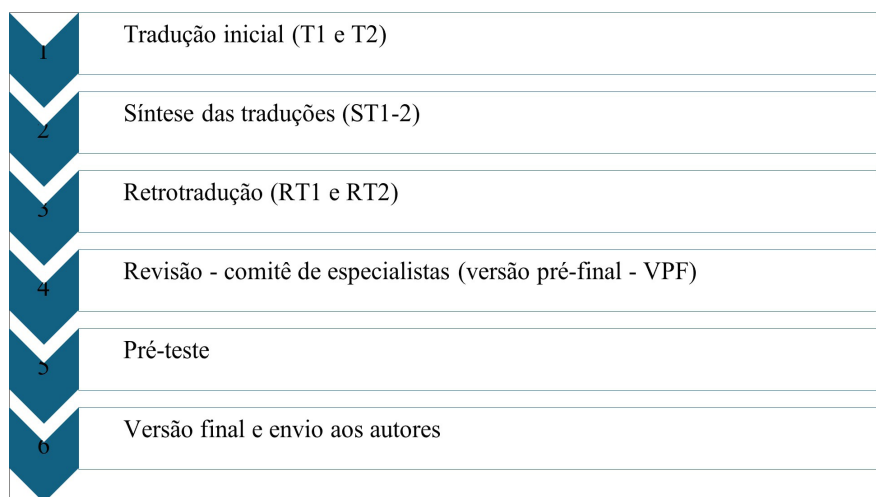 1
Tradução inicial (T1 e T2)
2
Síntese das traduções (ST1-2)
3
Retrotradução (RT1 e RT2)
4
Revisão - comitê de especialistas (versão pré-final - VPF)
5
Pré-teste
6
Versão final e envio aos autores